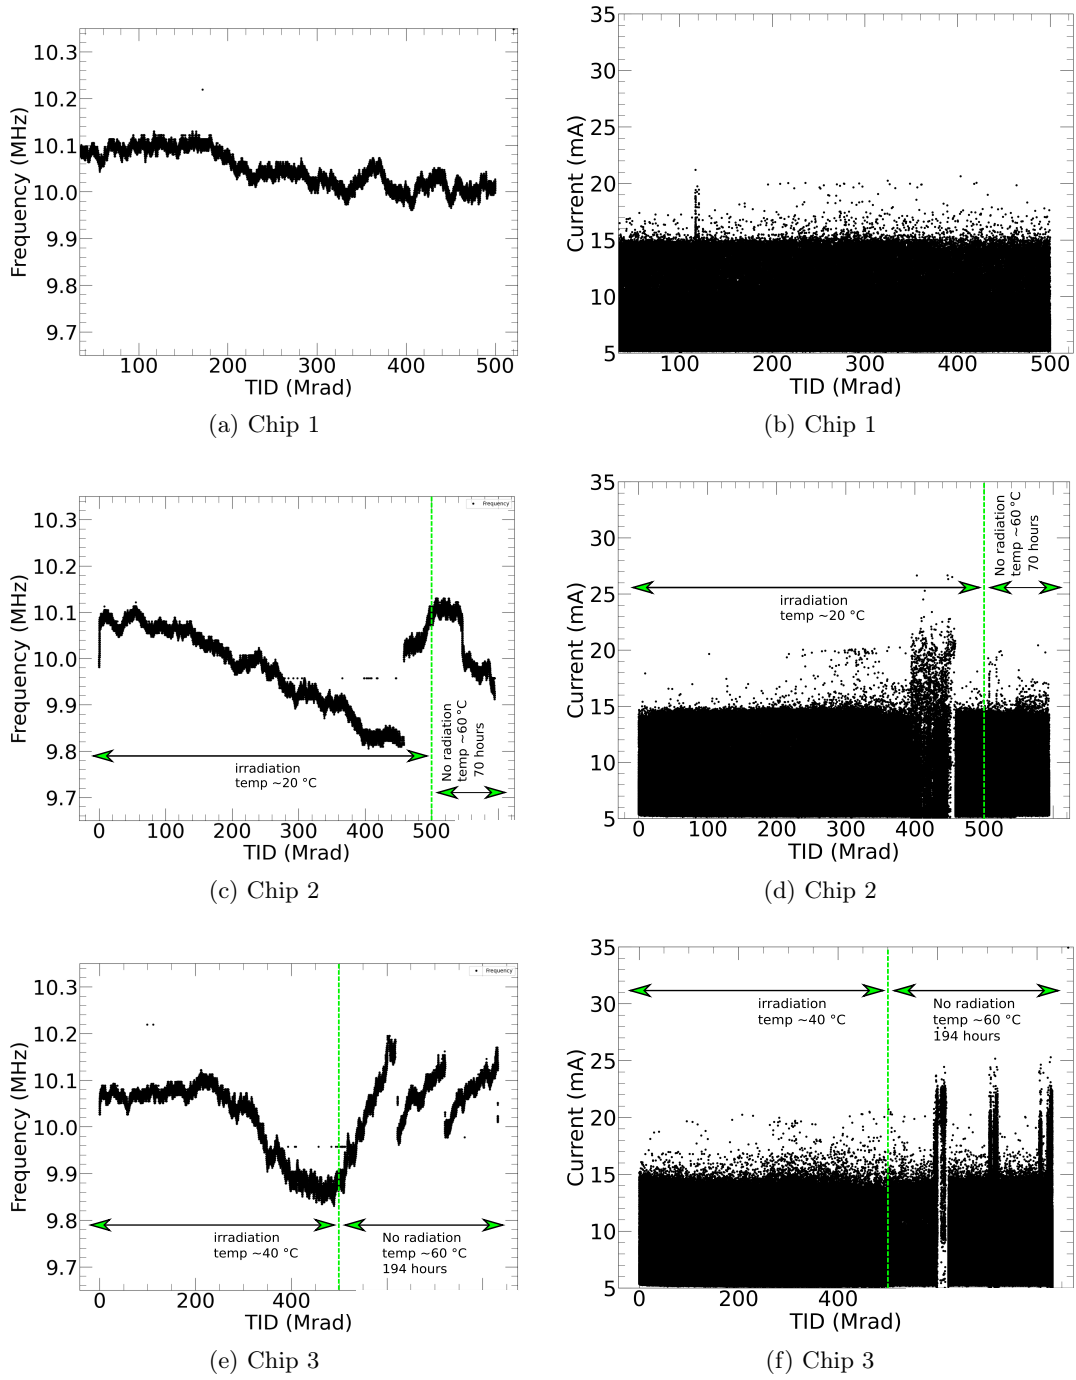 10.3
10.2
10.1
10.0
9.9
9.8
9.7
Frequency (MHz)
100 200 300 400 500
TID (Mrad)
(a) Chip 1
35
30
25
20
15
10
5
Current (mA)
100 200 300 400 500
TID (Mrad)
(b) Chip 1
10.3
10.2
10.1
10.0
9.9
9.8
9.7
Frequency (MHz)
Frequency
irradiation
temp ~20 °C
No radiation
temp ~60 °C
70 hours
0 100 200 300 400 500
TID (Mrad)
(c) Chip 2
35
30
25
20
15
10
5
Current (mA)
irradiation
temp ~20 °C
No radiation
temp ~60 °C
70 hours
0 100 200 300 400 500
TID (Mrad)
(d) Chip 2
10.3
10.2
10.1
10.0
9.9
9.8
9.7
Frequency (MHz)
Frequency
irradiation
temp ~40 °C
No radiation
temp ~60 °C
194 hours
0 200 400
TID (Mrad)
(e) Chip 3
35
30
25
20
15
10
5
Current (mA)
irradiation
temp ~40 °C
No radiation
temp ~60 °C
194 hours
0 200 400
TID (Mrad)
(f) Chip 3